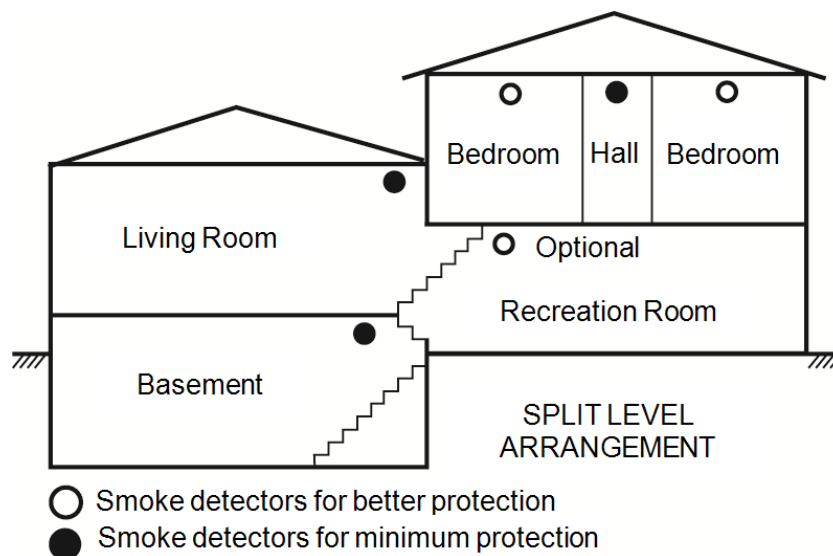 Bedroom
Hall
Bedroom
Living Room
Optional
Recreation Room
Basement
SPLIT LEVEL
ARRANGEMENT
Smoke detectors for better protection
Smoke detectors for minimum protection